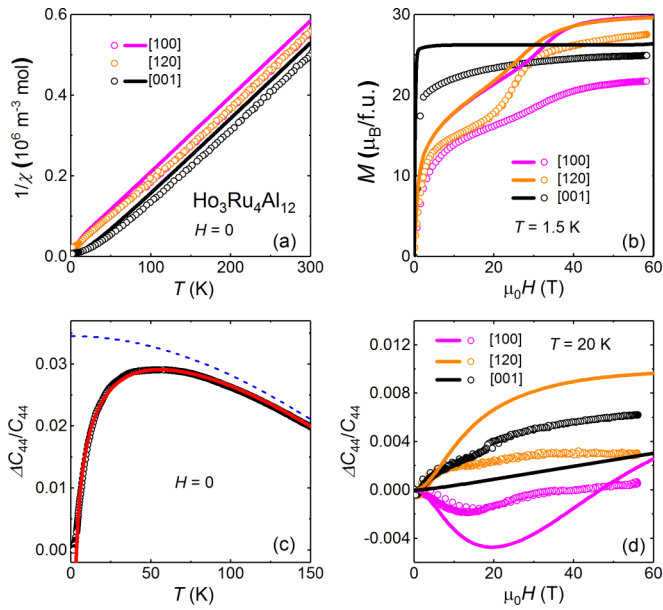 [100]
[120]
[001]
1/χ (10⁶ m⁻³ mol)
0.6
0.4
0.2
0.0
Ho₃Ru₄Al₁₂
H = 0
(a)
0
100
200
300
T (K)
M (μB/f.u.)
30
20
10
0
[100]
[120]
[001]
T = 1.5 K
(b)
0
20
40
60
μ₀H (T)
ΔC₄₄/C₄₄
0.03
0.02
0.01
0.00
H = 0
(c)
0
50
100
150
T (K)
ΔC₄₄/C₄₄
0.012
0.008
0.004
0.000
-0.004
[100]
[120]
[001]
T = 20 K
(d)
0
20
40
60
μ₀H (T)